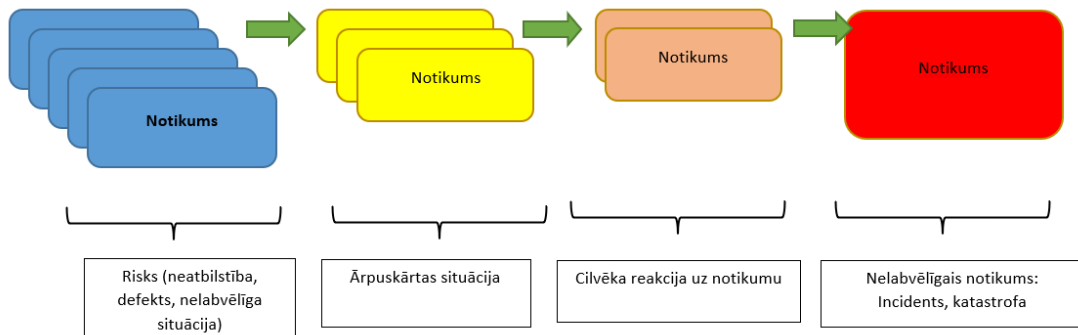 Notikums
Notikums
Notikums
Notikums
Risks (neatbilstība,
defekts, nelabvēlīga
situācija)
Ārpuskārtas situācija
Cilvēka reakcija uz notikumu
Nelabvēlīgais notikums:
Incidents, katastrofa